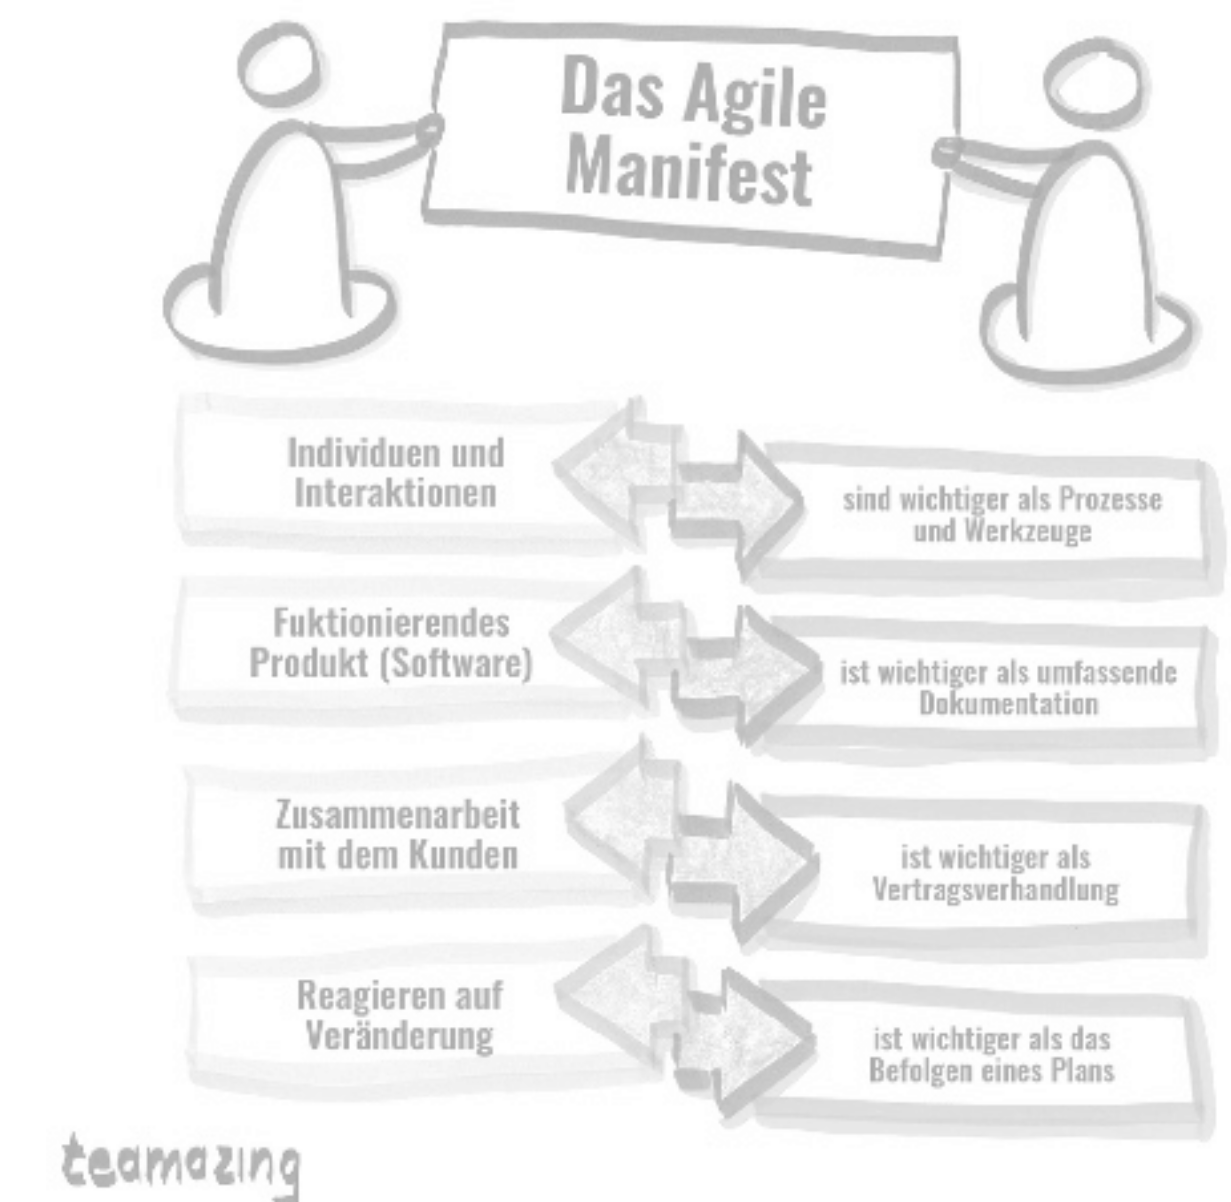 Das Agile
Manifest
Individuen und
Interaktionen
sind wichtiger als Prozesse
und Werkzeuge
Fuktionierendes
Produkt (Software)
ist wichtiger als umfassende
Dokumentation
Zusammenarbeit
mit dem Kunden
ist wichtiger als
Vertragsverhandlung
Reagieren auf
Veränderung
ist wichtiger als das
Befolgen eines Plans
teamazing